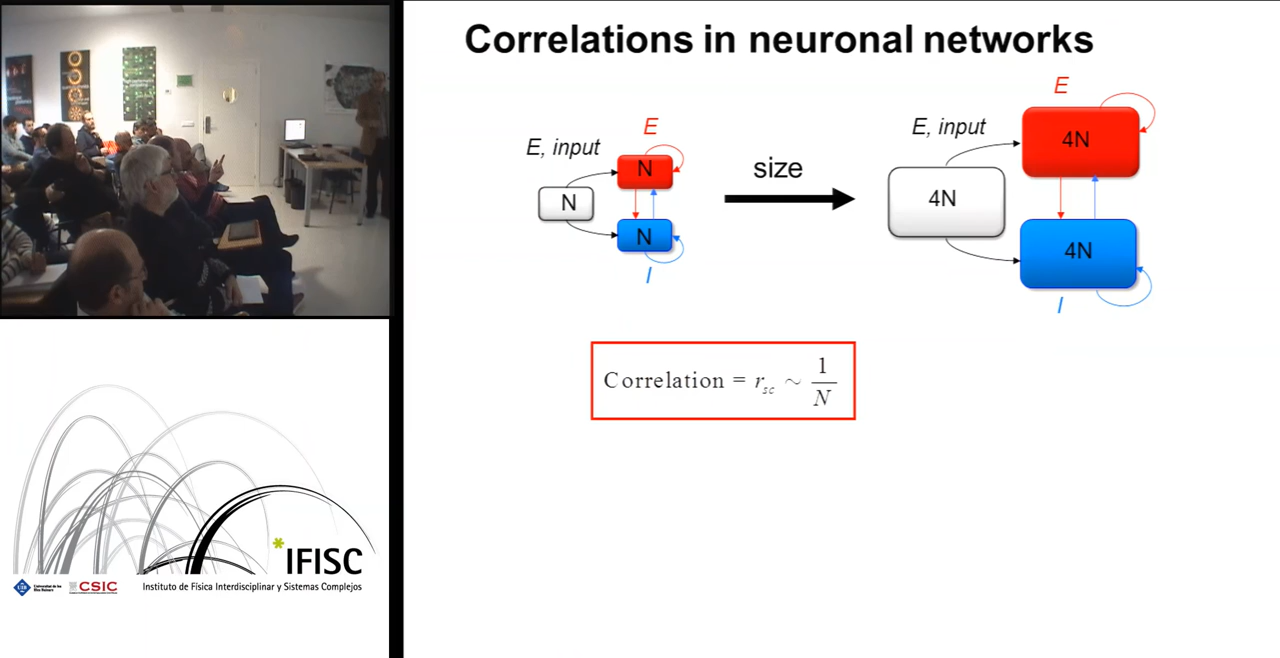 Correlations in neuronal networks
E, input
N
E
N
N
I
size
E, input
4N
E
4N
4N
I
Correlation = r_sc ~ 1/N
IFISC
CSIC
Instituto de Física Interdisciplinar y Sistemas Complejos